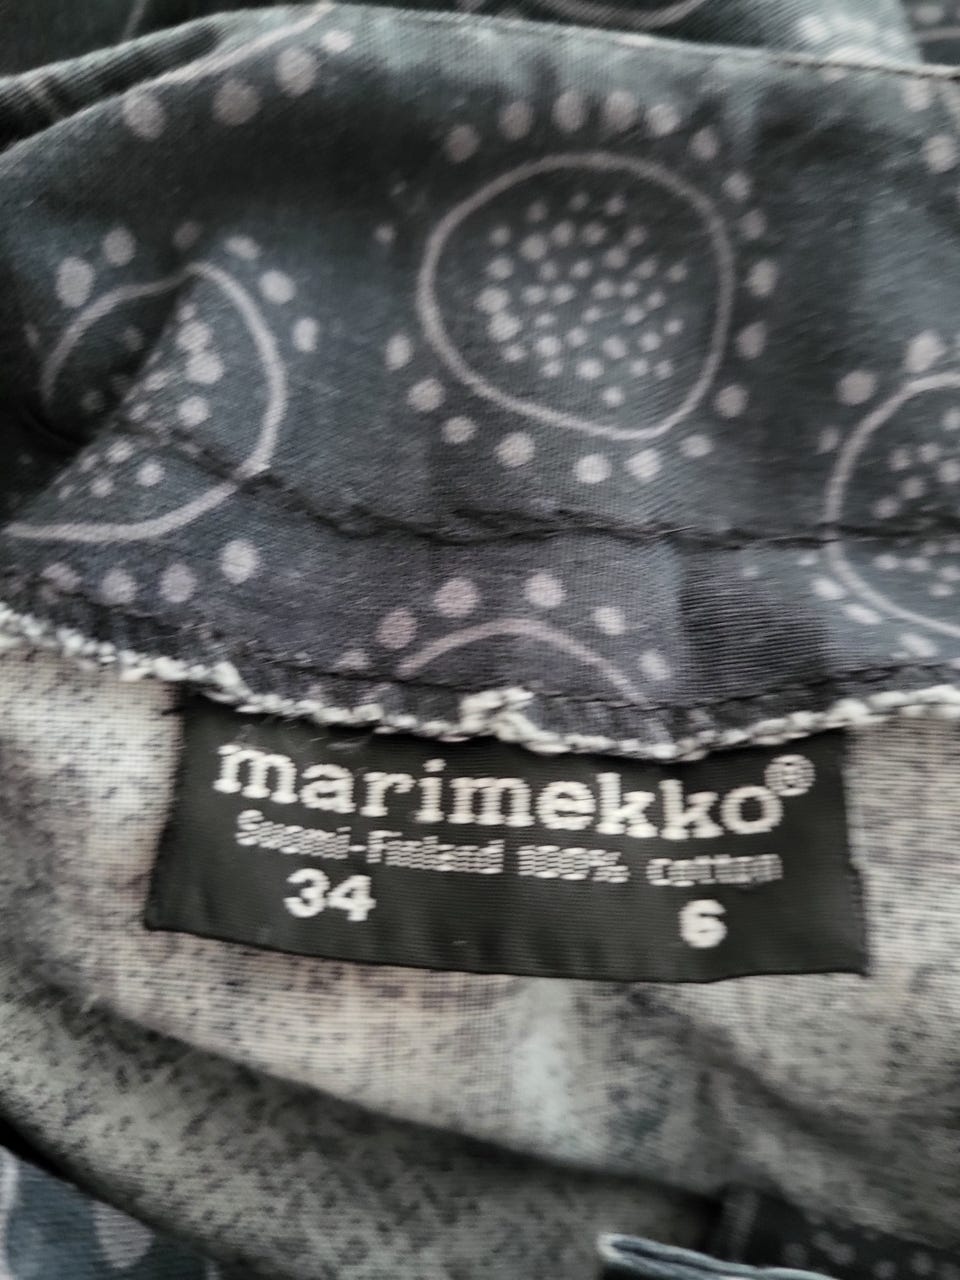 marimekko®
Suomi-Finland 100% cotton
34 6